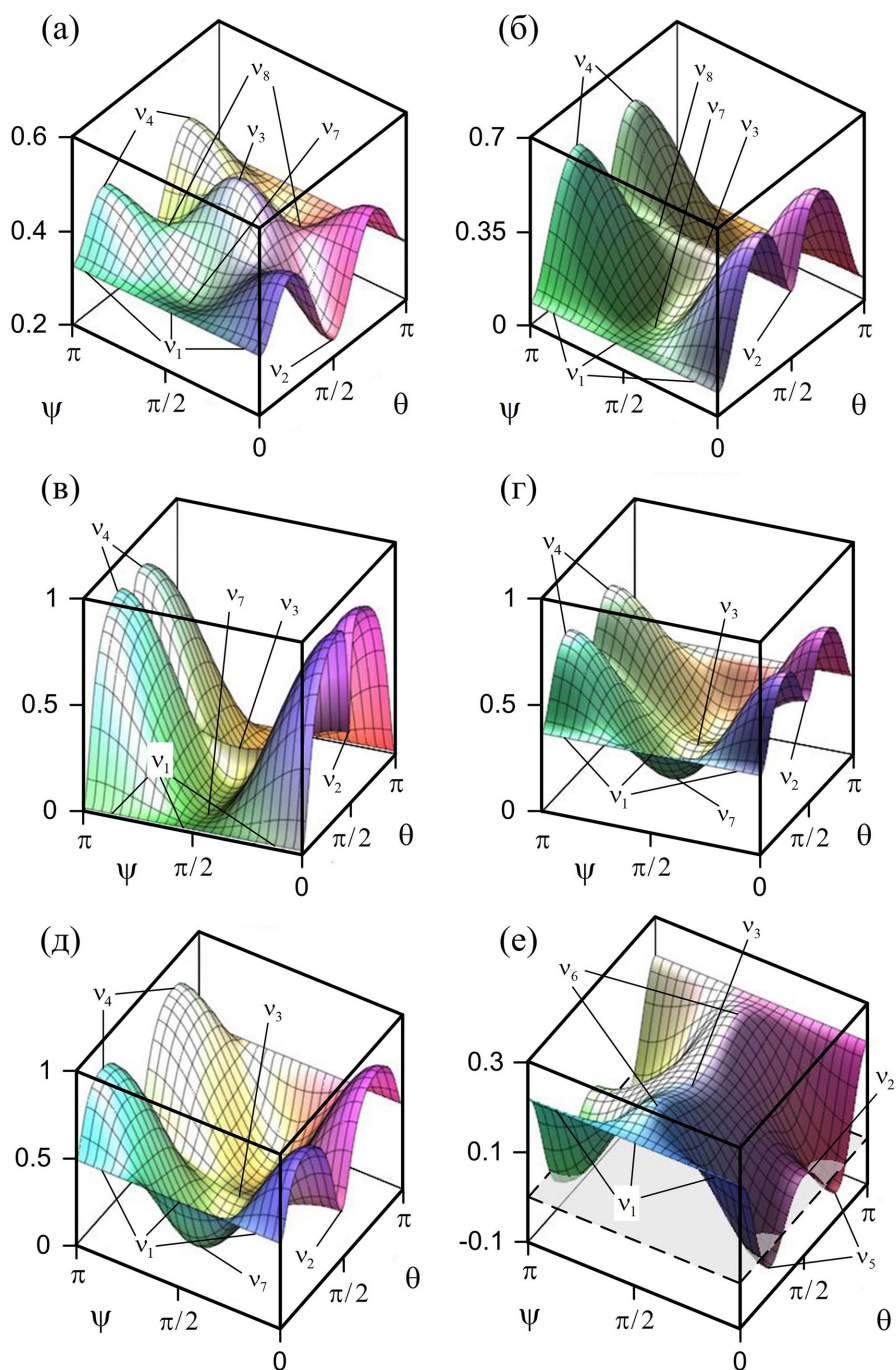 (а)
ν8
ν4
ν3
ν7
0.6
0.4
0.2
π
ν1
ν2
π
π/2
π/2
ψ
θ
0
(б)
ν4
ν8
ν7
ν3
0.7
0.35
0
π
ν1
ν2
π
π/2
π/2
ψ
θ
0
(в)
ν4
ν7
ν3
1
0.5
ν1
ν2
0
π
π
π/2
π/2
ψ
θ
0
(г)
ν4
ν3
1
0.5
ν1
ν7
ν2
0
π
π
π/2
π/2
ψ
θ
0
(д)
ν4
ν3
1
0.5
ν1
ν7
ν2
0
π
π
π/2
π/2
ψ
θ
0
(е)
ν3
ν6
ν2
0.3
0.1
ν1
-0.1
π
ν5
π
π/2
π/2
ψ
θ
0